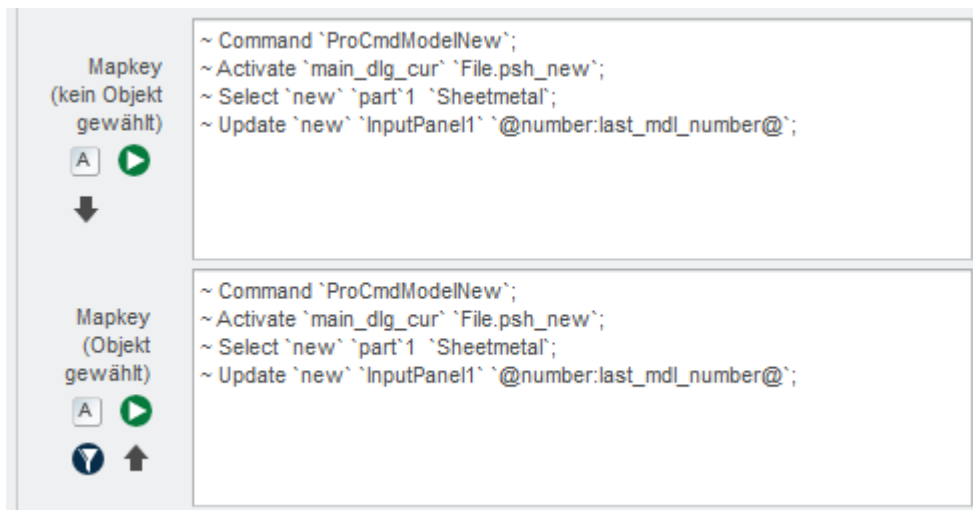 Mapkey
(kein Objekt
gewählt)
A
~ Command `ProCmdModelNew`;
~ Activate `main_dlg_cur` `File.psh_new`;
~ Select `new` `part`1  `Sheetmetal`;
~ Update `new` `InputPanel1` `@number:last_mdl_number@`;
Mapkey
(Objekt
gewählt)
A
~ Command `ProCmdModelNew`;
~ Activate `main_dlg_cur` `File.psh_new`;
~ Select `new` `part`1  `Sheetmetal`;
~ Update `new` `InputPanel1` `@number:last_mdl_number@`;